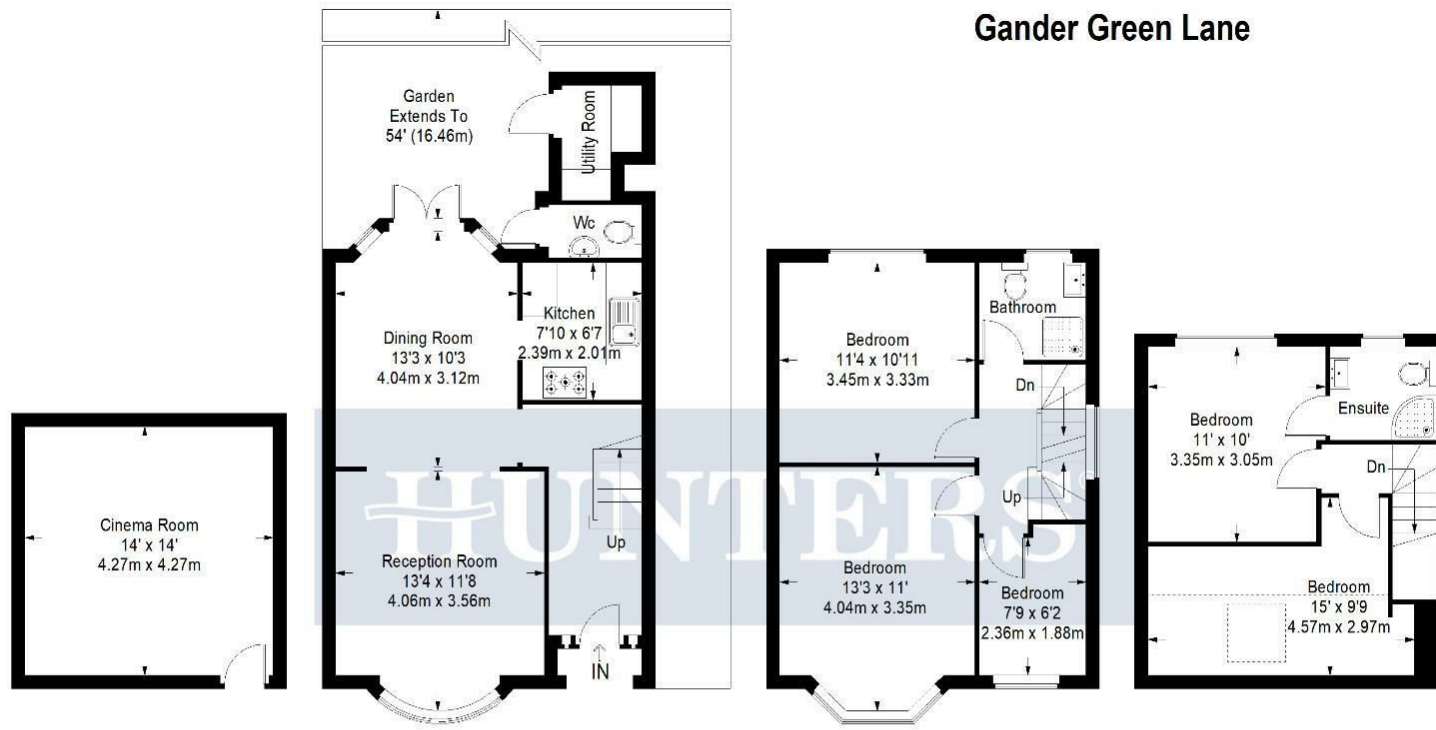 Gander Green Lane
Garden
Extends To
54' (16.46m)
Utility Room
Wc
Kitchen
7'10 x 6'7
2.39m x 2.01m
Dining Room
13'3 x 10'3
4.04m x 3.12m
Reception Room
13'4 x 11'8
4.06m x 3.56m
Up
IN
Cinema Room
14' x 14'
4.27m x 4.27m
Bedroom
11'4 x 10'11
3.45m x 3.33m
Bathroom
Dn
Up
Bedroom
13'3 x 11'
4.04m x 3.35m
Bedroom
7'9 x 6'2
2.36m x 1.88m
Bedroom
11' x 10'
3.35m x 3.05m
Ensuite
Dn
Bedroom
15' x 9'9
4.57m x 2.97m
HUNTERS®